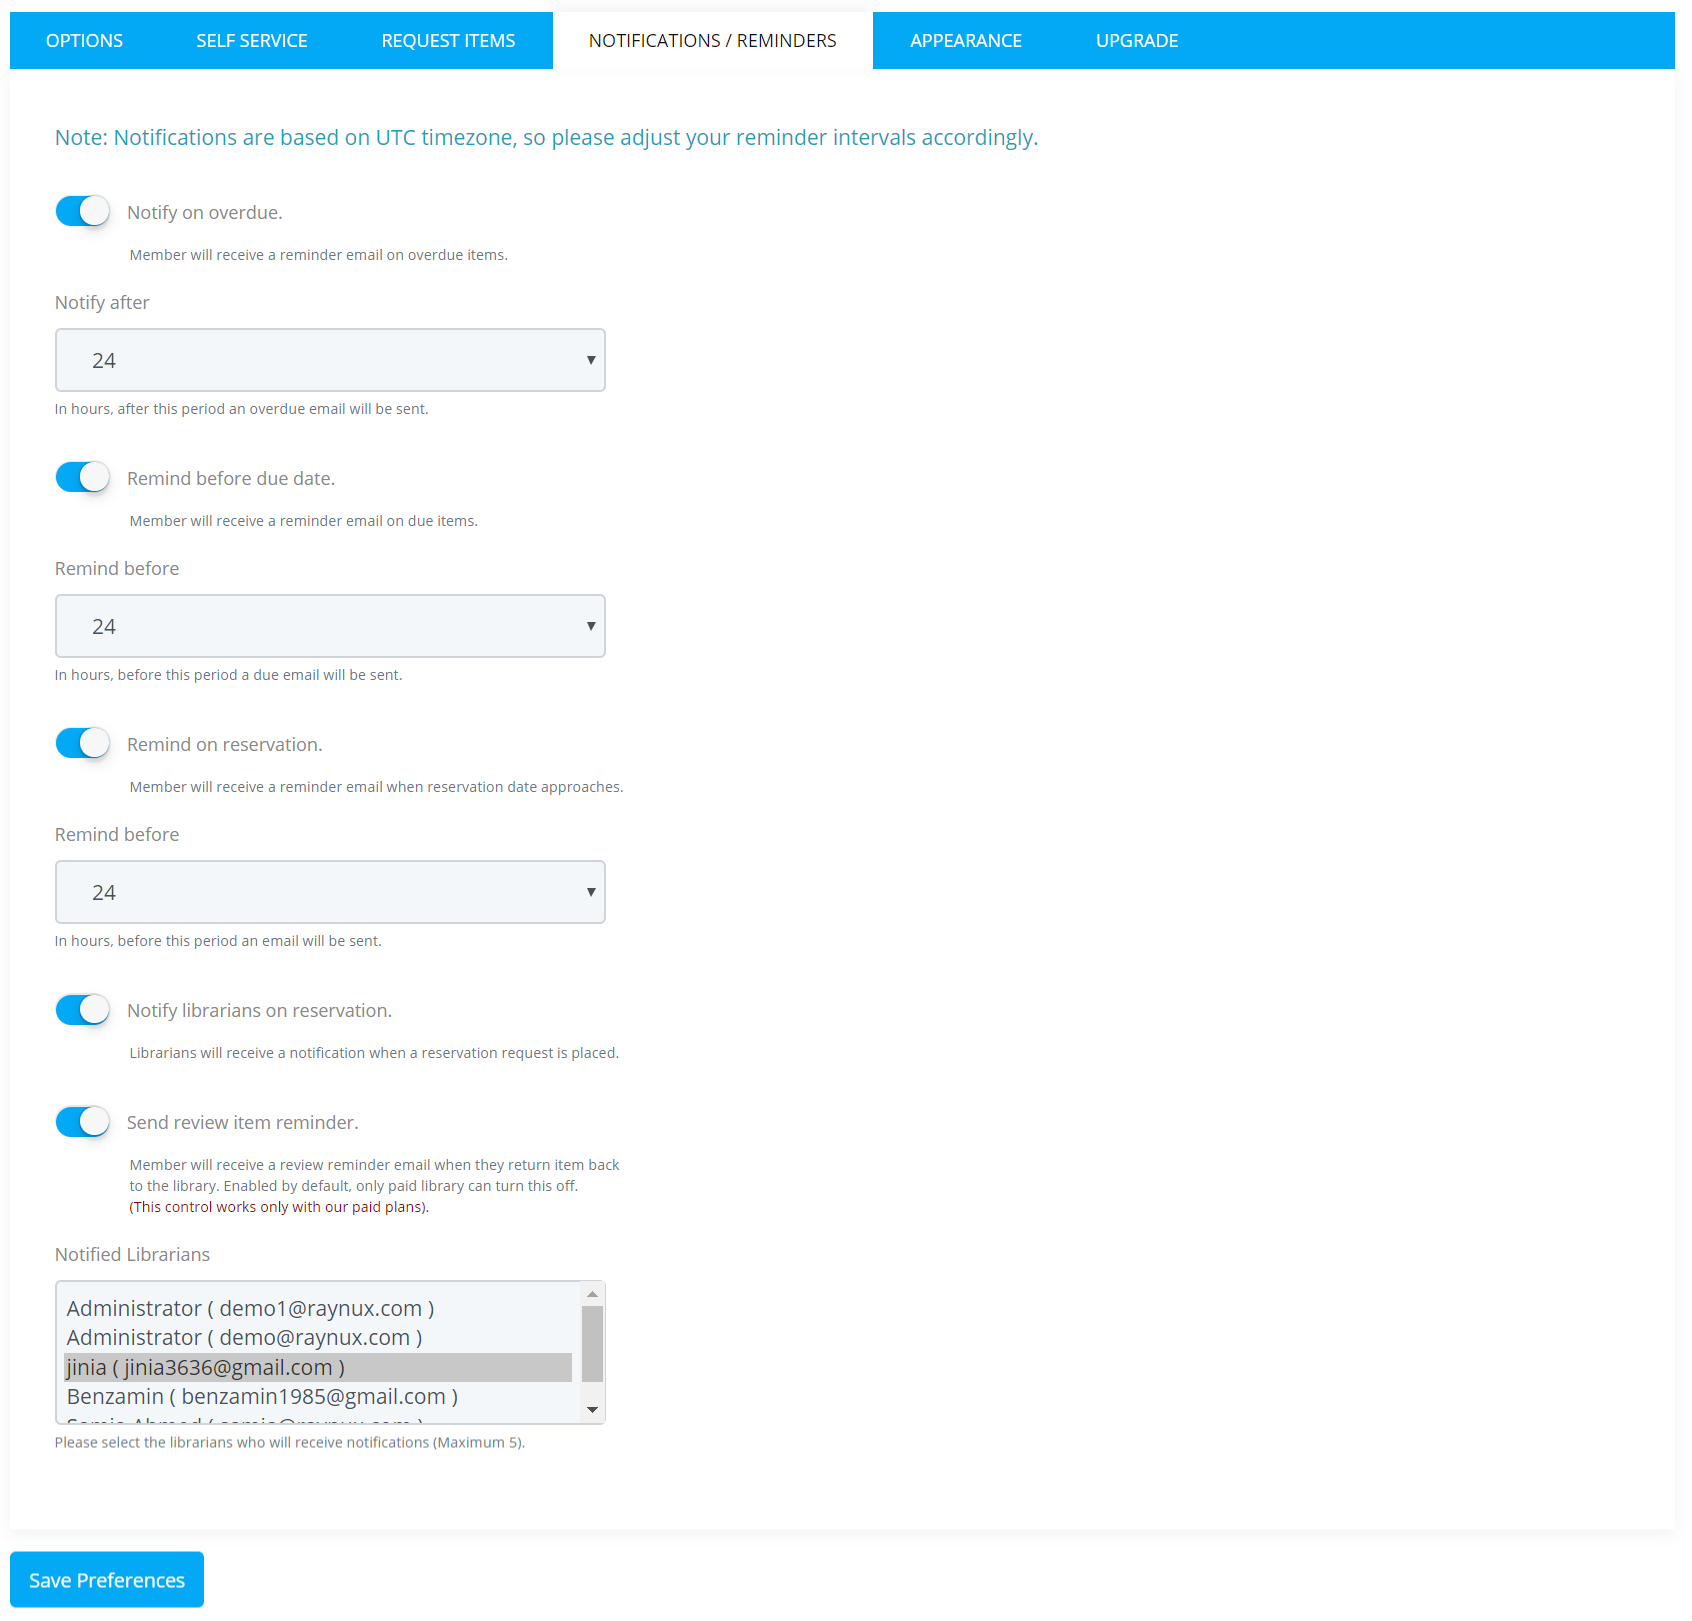 OPTIONS SELF SERVICE REQUEST ITEMS NOTIFICATIONS / REMINDERS APPEARANCE UPGRADE
Note: Notifications are based on UTC timezone, so please adjust your reminder intervals accordingly.
Notify on overdue.
Member will receive a reminder email on overdue items.
Notify after
24
In hours, after this period an overdue email will be sent.
Remind before due date.
Member will receive a reminder email on due items.
Remind before
24
In hours, before this period a due email will be sent.
Remind on reservation.
Member will receive a reminder email when reservation date approaches.
Remind before
24
In hours, before this period an email will be sent.
Notify librarians on reservation.
Librarians will receive a notification when a reservation request is placed.
Send review item reminder.
Member will receive a review reminder email when they return item back
to the library. Enabled by default, only paid library can turn this off.
(This control works only with our paid plans).
Notified Librarians
Administrator ( demo1@raynux.com )
Administrator ( demo@raynux.com )
jinia ( jinia3636@gmail.com )
Benzamin ( benzamin1985@gmail.com )
Please select the librarians who will receive notifications (Maximum 5).
Save Preferences